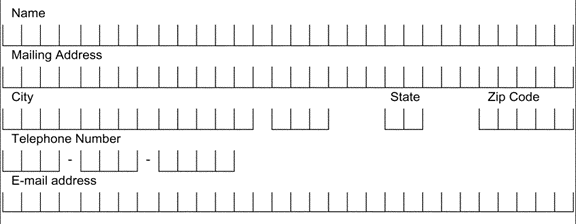 Name
Mailing Address
City State Zip Code
Telephone Number
- -
E-mail address